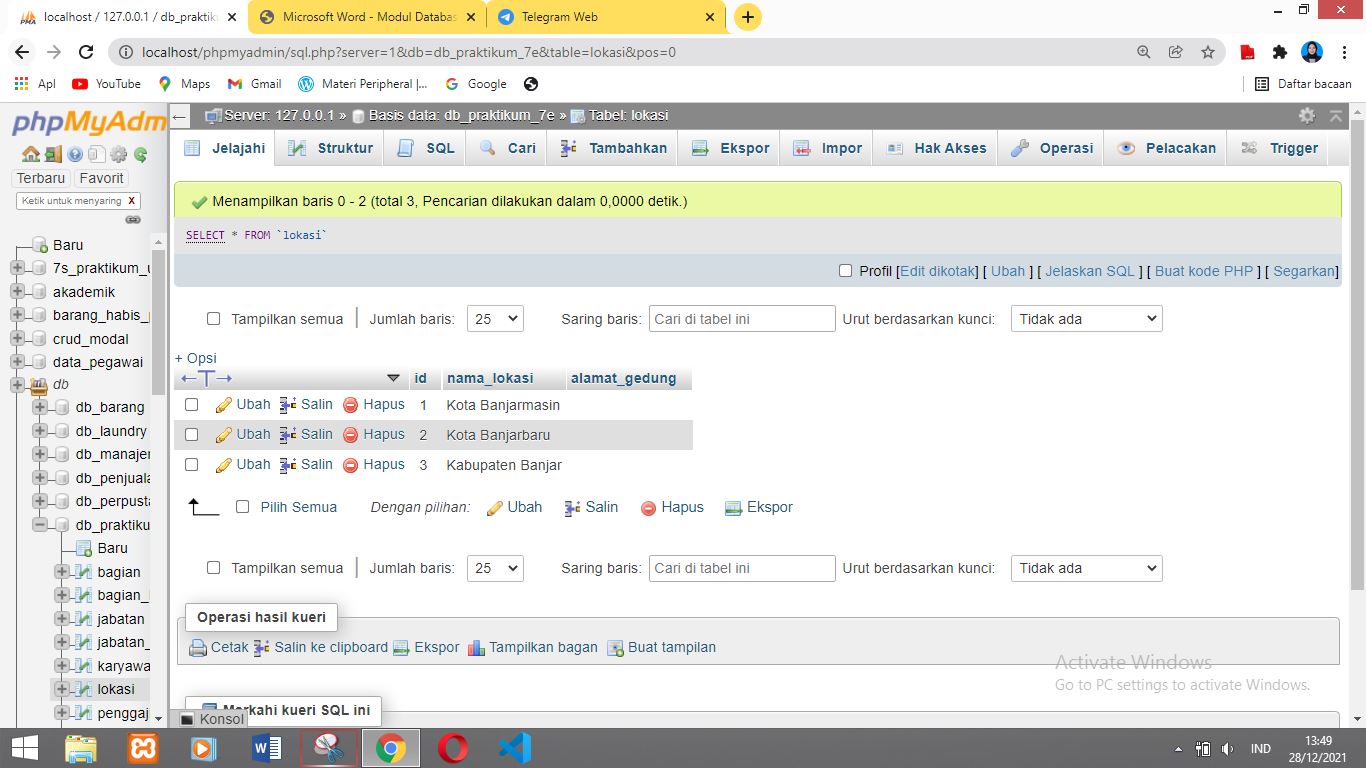 localhost / 127.0.0.1 / db_praktik
Microsoft Word - Modul Databas
Telegram Web
localhost/phpmyadmin/sql.php?server=1&db=db_praktikum_7e&table=lokasi&pos=0
Apl YouTube Maps Gmail Materi Peripheral |... Google Daftar bacaan
phpMyAdm
Server: 127.0.0.1 » Basis data: db_praktikum_7e » Tabel: lokasi
Jelajahi Struktur SQL Cari Tambahkan Ekspor Impor Hak Akses Operasi Pelacakan Trigger
Terbaru Favorit
Ketik untuk menyaring X
Baru
7s_praktikum_u
akademik
barang_habis_
crud_modal
data_pegawai
db
db_barang
db_laundry
db_manajer
db_penjuala
db_perpusta
db_praktiku
Baru
bagian
bagian_
jabatan
jabatan_
karyawa
lokasi
penggaj
Menampilkan baris 0 - 2 (total 3, Pencarian dilakukan dalam 0,0000 detik.)
SELECT * FROM `lokasi`
Profil [Edit dikotak] [ Ubah ] [ Jelaskan SQL ] [ Buat kode PHP ] [ Segarkan]
Tampilkan semua | Jumlah baris: 25 Saring baris: Cari di tabel ini Urut berdasarkan kunci: Tidak ada
+ Opsi
←T→ id nama_lokasi alamat_gedung
Ubah Salin Hapus 1 Kota Banjarmasin
Ubah Salin Hapus 2 Kota Banjarbaru
Ubah Salin Hapus 3 Kabupaten Banjar
Pilih Semua Dengan pilihan: Ubah Salin Hapus Ekspor
Tampilkan semua | Jumlah baris: 25 Saring baris: Cari di tabel ini Urut berdasarkan kunci: Tidak ada
Operasi hasil kueri
Cetak Salin ke clipboard Ekspor Tampilkan bagan Buat tampilan
Activate Windows
Go to PC settings to activate Windows.
Markahi kueri SQL ini
Konsol
IND
13:49
28/12/2021